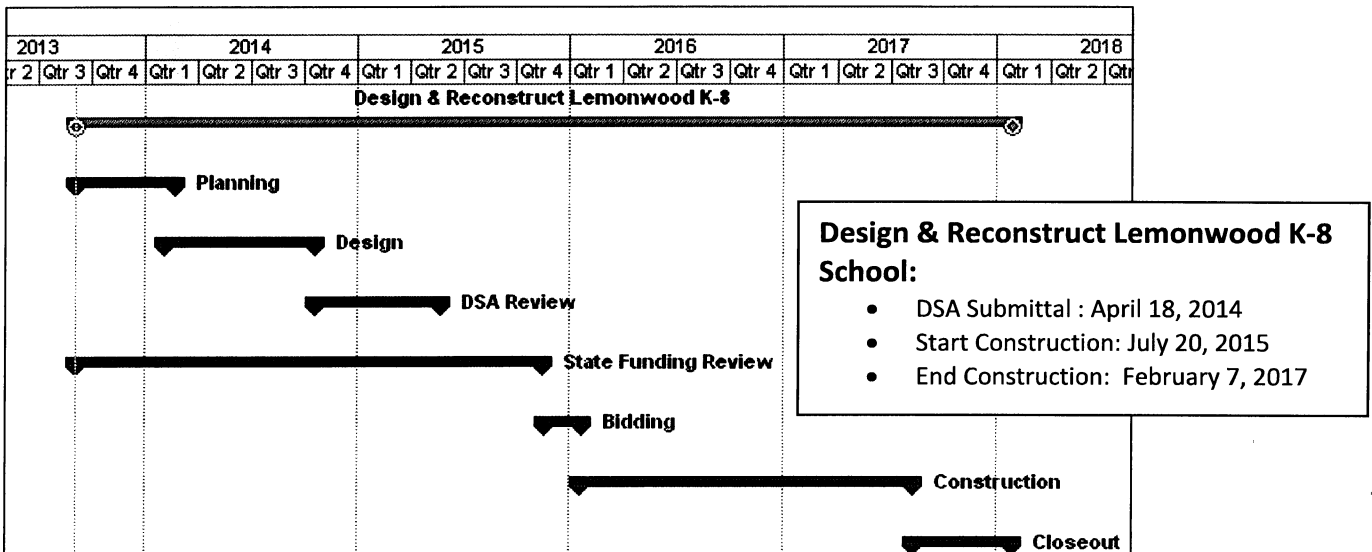 2013 2014 2015 2016 2017 2018
r 2 Qtr 3 Qtr 4 Qtr 1 Qtr 2 Qtr 3 Qtr 4 Qtr 1 Qtr 2 Qtr 3 Qtr 4 Qtr 1 Qtr 2 Qtr 3 Qtr 4 Qtr 1 Qtr 2 Qtr 3 Qtr 4 Qtr 1 Qtr 2 Qtr
Design & Reconstruct Lemonwood K-8
Planning
Design
DSA Review
State Funding Review
Bidding
Construction
Closeout
Design & Reconstruct Lemonwood K-8
School:
• DSA Submittal : April 18, 2014
• Start Construction: July 20, 2015
• End Construction: February 7, 2017